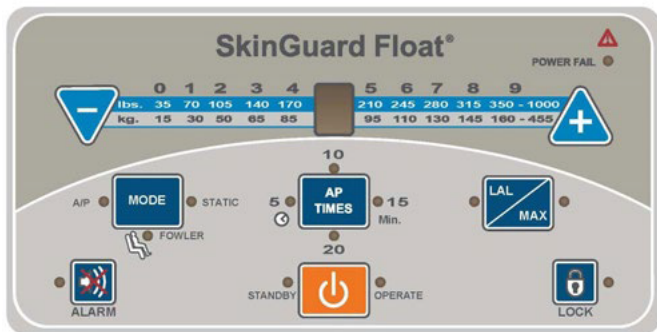 SkinGuard Float®
POWER FAIL
0 1 2 3 4 5 6 7 8 9
lbs. 35 70 105 140 170 210 245 280 315 350 - 1000
kg. 15 30 50 65 85 95 110 130 145 160 - 455
10
A/P MODE STATIC 5 AP TIMES 15 LAL MAX
Min.
FOWLER
20
ALARM STANDBY OPERATE LOCK